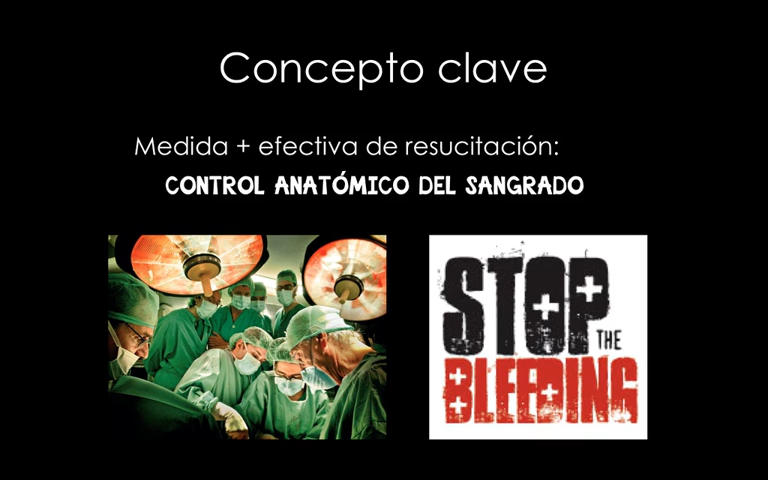 Concepto clave
Medida + efectiva de resucitación:
CONTROL ANATÓMICO DEL SANGRADO
STOP
THE
BLEEDING